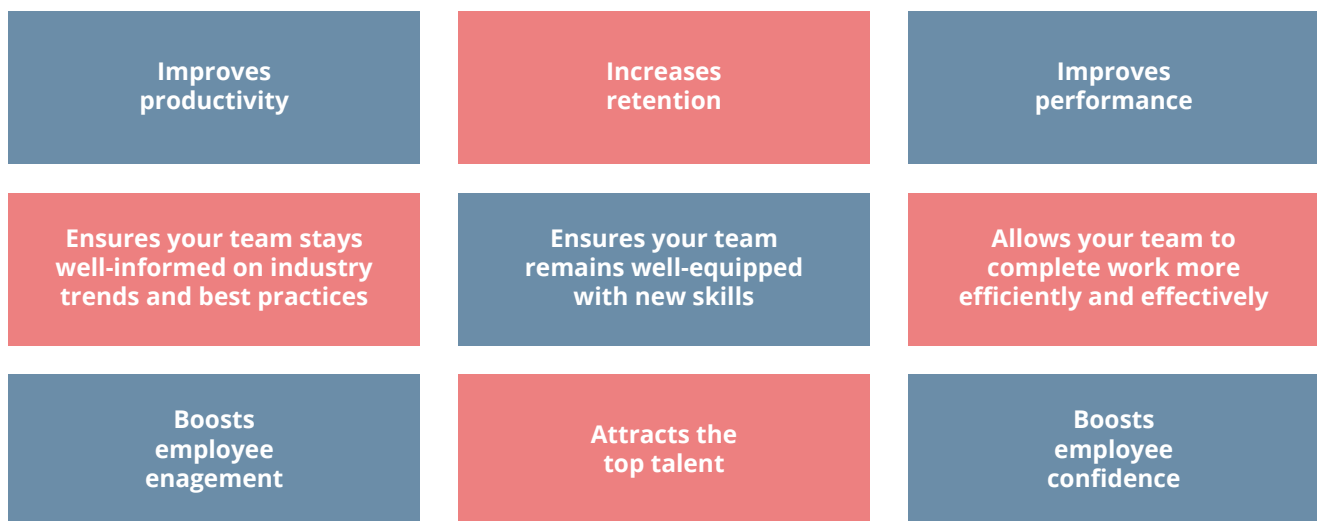 Improves
productivity
Increases
retention
Improves
performance
Ensures your team stays
well-informed on industry
trends and best practices
Ensures your team
remains well-equipped
with new skills
Allows your team to
complete work more
efficiently and effectively
Boosts
employee
enagement
Attracts the
top talent
Boosts
employee
confidence